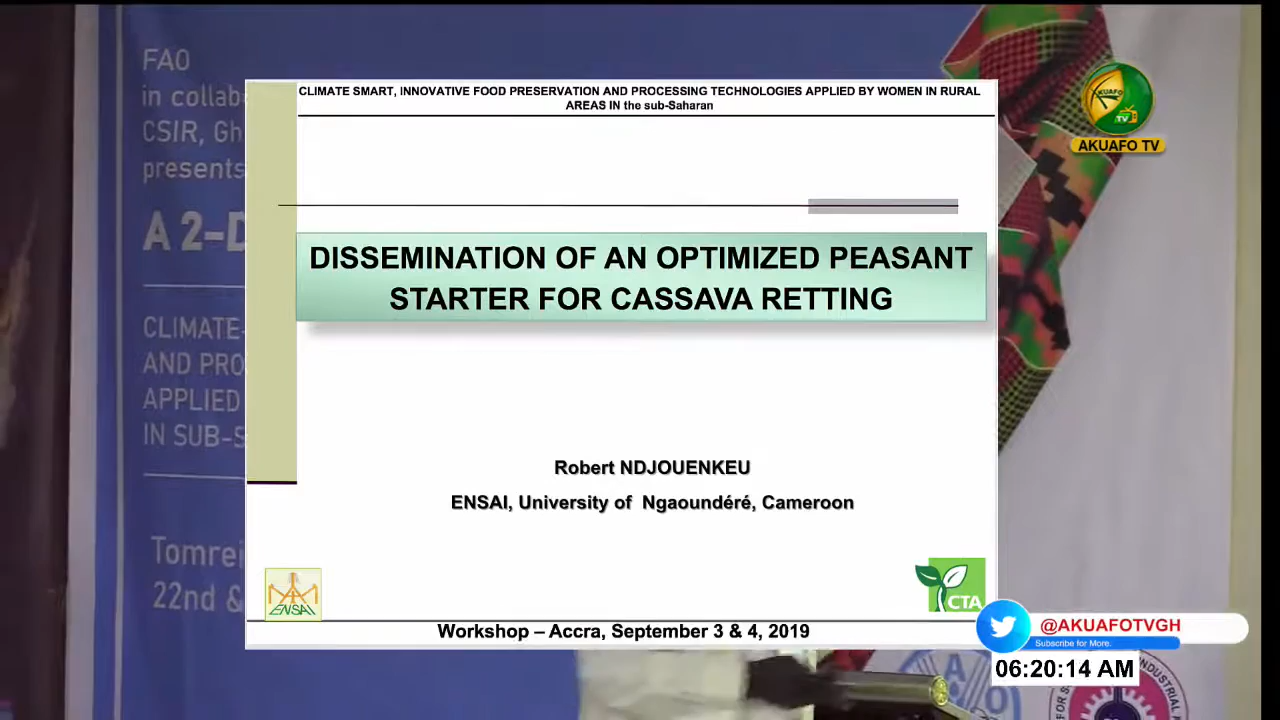 FAO
in collab
CSIR, Gh
presents
A 2-D
CLIMATE-
AND PRO
APPLIED
IN SUB-S
Tomrei
22nd &
CLIMATE SMART, INNOVATIVE FOOD PRESERVATION AND PROCESSING TECHNOLOGIES APPLIED BY WOMEN IN RURAL
AREAS IN the sub-Saharan
DISSEMINATION OF AN OPTIMIZED PEASANT
STARTER FOR CASSAVA RETTING
Robert NDJOUENKEU
ENSAI, University of Ngaoundéré, Cameroon
ENSAI
CTA
Workshop – Accra, September 3 & 4, 2019
AKUAFO
TV
AKUAFO TV
@AKUAFOTVGH
Subscribe for More.
06:20:14 AM